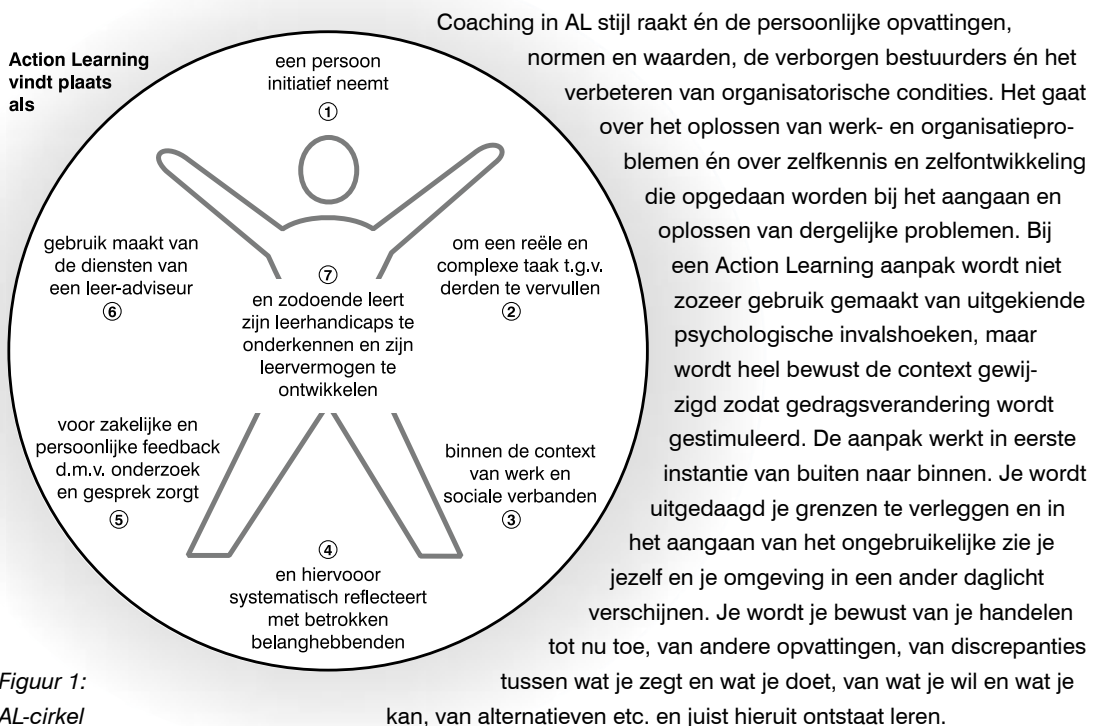 Action Learning
vindt plaats
als
een persoon
initiatief neemt
①
om een reële en
complexe taak t.g.v.
derden te vervullen
②
binnen de context
van werk en
sociale verbanden
③
④
en hiervooor
systematisch reflecteert
met betrokken
belanghebbenden
voor zakelijke en
persoonlijke feedback
d.m.v. onderzoek
en gesprek zorgt
⑤
gebruik maakt van
de diensten van
een leer-adviseur
⑥
⑦
en zodoende leert
zijn leerhandicaps te
onderkennen en zijn
leervermogen te
ontwikkelen
Figuur 1:
AL-cirkel
Coaching in AL stijl raakt én de persoonlijke opvattingen,
normen en waarden, de verborgen bestuurders én het
verbeteren van organisatorische condities. Het gaat
over het oplossen van werk- en organisatiepro-
blemen én over zelfkennis en zelfontwikkeling
die opgedaan worden bij het aangaan en
oplossen van dergelijke problemen. Bij
een Action Learning aanpak wordt niet
zozeer gebruik gemaakt van uitgekiende
psychologische invalshoeken, maar
wordt heel bewust de context gewij-
zigd zodat gedragsverandering wordt
gestimuleerd. De aanpak werkt in eerste
instantie van buiten naar binnen. Je wordt
uitgedaagd je grenzen te verleggen en in
het aangaan van het ongebruikelijke zie je
jezelf en je omgeving in een ander daglicht
verschijnen. Je wordt je bewust van je handelen
tot nu toe, van andere opvattingen, van discrepanties
tussen wat je zegt en wat je doet, van wat je wil en wat je
kan, van alternatieven etc. en juist hieruit ontstaat leren.